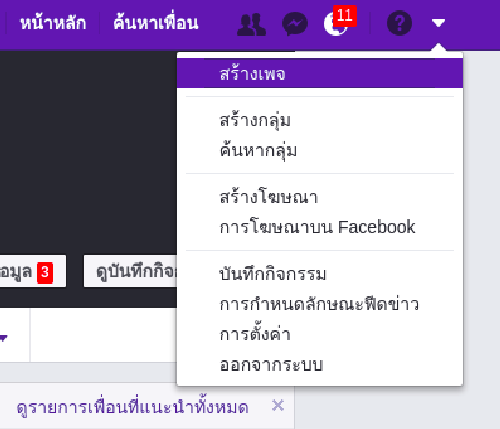 หน้าหลัก ค้นหาเพื่อน 11
สร้างเพจ
สร้างกลุ่ม
ค้นหากลุ่ม
สร้างโฆษณา
การโฆษณาบน Facebook
3
ดูบันทึกกิจ
บันทึกกิจกรรม
การกำหนดลักษณะฟีดข่าว
การตั้งค่า
ออกจากระบบ
ดูรายการเพื่อนที่แนะนำทั้งหมด